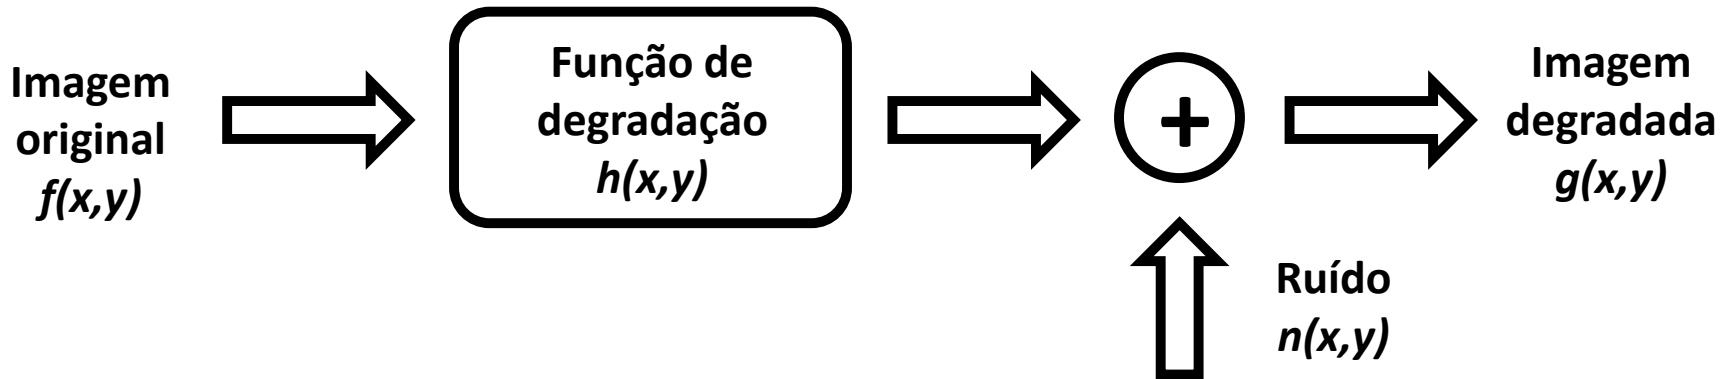 Imagem
original
f(x,y)
Função de
degradação
h(x,y)
+
Imagem
degradada
g(x,y)
Ruído
n(x,y)